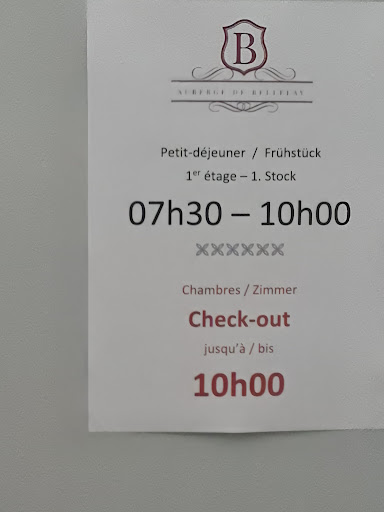 B
AUBERGE DE BELLELAY
Petit-déjeuner / Frühstück
1er étage – 1. Stock
07h30 – 10h00
xxxxxx
Chambres / Zimmer
Check-out
jusqu'à / bis
10h00